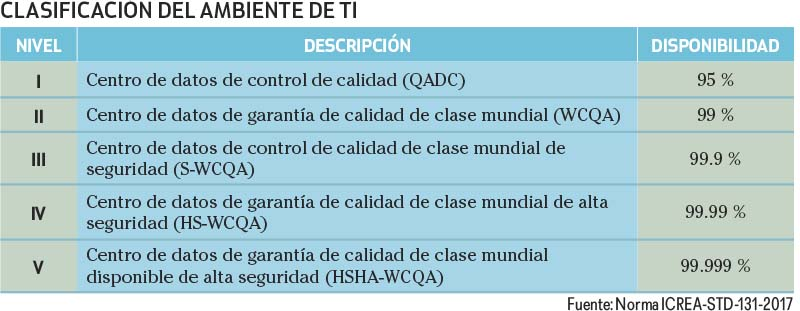 CLASIFICACIÓN DEL AMBIENTE DE TI
NIVEL DESCRIPCIÓN DISPONIBILIDAD
I Centro de datos de control de calidad (QADC) 95 %
II Centro de datos de garantía de calidad de clase mundial (WCQA) 99 %
III Centro de datos de control de calidad de clase mundial de
seguridad (S-WCQA) 99.9 %
IV Centro de datos de garantía de calidad de clase mundial de alta
seguridad (HS-WCQA) 99.99 %
V Centro de datos de garantía de calidad de clase mundial
disponible de alta seguridad (HSHA-WCQA) 99.999 %
Fuente: Norma ICREA-STD-131-2017